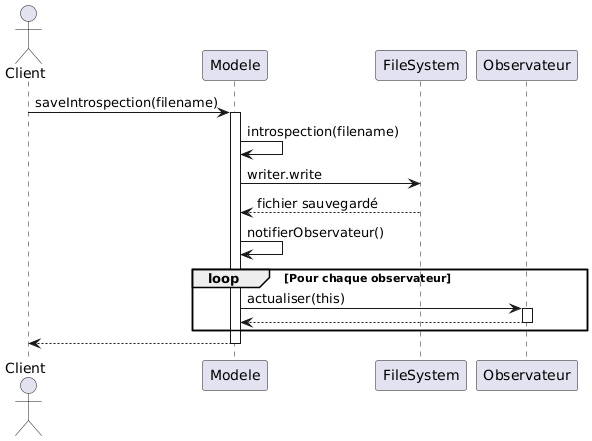 Client
Modele
FileSystem
Observateur
saveIntrospection(filename)
introspection(filename)
writer.write
fichier sauvegardé
notifierObservateur()
loop [Pour chaque observateur]
actualiser(this)
Client
Modele
FileSystem
Observateur